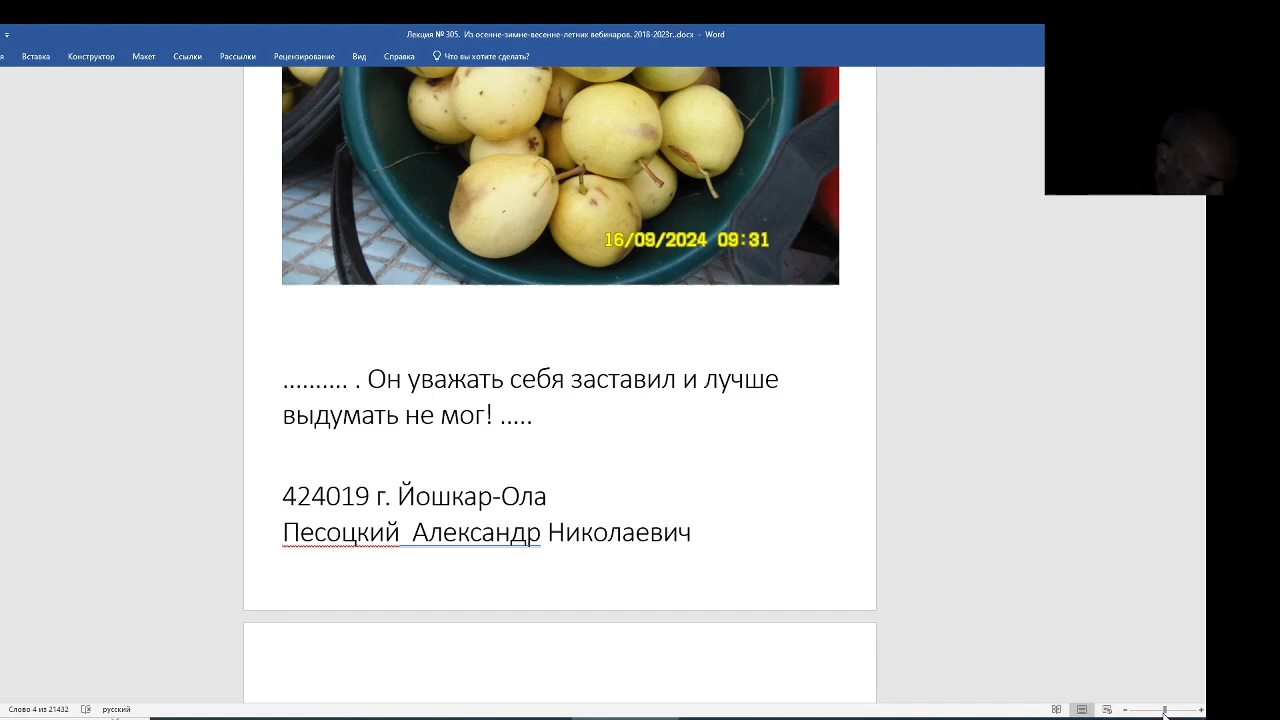 Лекция № 305. Из осенне-зимне-весенне-летних вебинаров. 2018-2023г..docx - Word
я Вставка Конструктор Макет Ссылки Рассылки Рецензирование Вид Справка Что вы хотите сделать?
16/09/2024 09:31
.......... . Он уважать себя заставил и лучше
выдумать не мог! .....
424019 г. Йошкар-Ола
Песоцкий Александр Николаевич
Слово 4 из 21432 русский